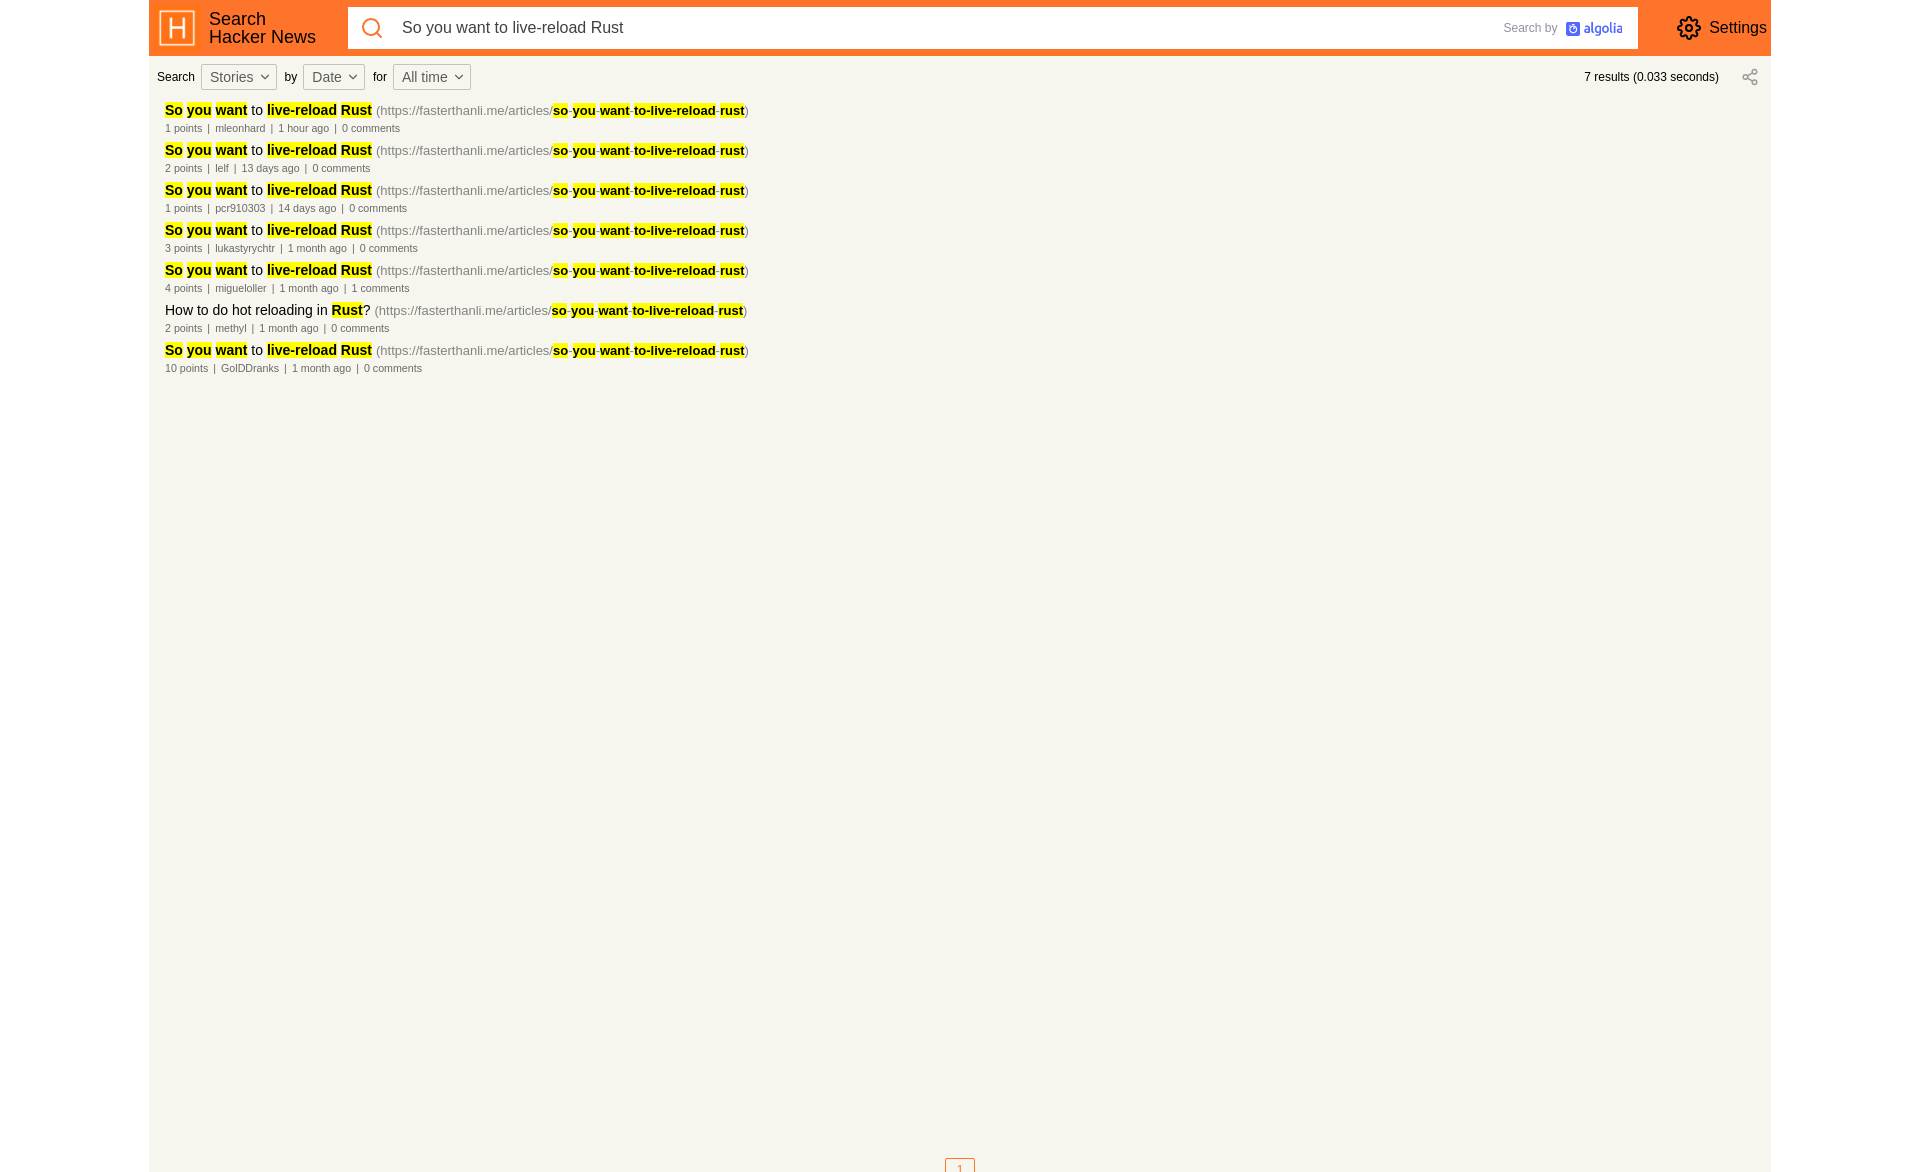 Search
Hacker News
So you want to live-reload Rust
Search by algolia
Settings
Search Stories by Date for All time
7 results (0.033 seconds)
So you want to live-reload Rust (https://fasterthanli.me/articles/so-you-want-to-live-reload-rust)
1 points | mleonhard | 1 hour ago | 0 comments
So you want to live-reload Rust (https://fasterthanli.me/articles/so-you-want-to-live-reload-rust)
2 points | lelf | 13 days ago | 0 comments
So you want to live-reload Rust (https://fasterthanli.me/articles/so-you-want-to-live-reload-rust)
1 points | pcr910303 | 14 days ago | 0 comments
So you want to live-reload Rust (https://fasterthanli.me/articles/so-you-want-to-live-reload-rust)
3 points | lukastyrychtr | 1 month ago | 0 comments
So you want to live-reload Rust (https://fasterthanli.me/articles/so-you-want-to-live-reload-rust)
4 points | migueloller | 1 month ago | 1 comments
How to do hot reloading in Rust? (https://fasterthanli.me/articles/so-you-want-to-live-reload-rust)
2 points | methyl | 1 month ago | 0 comments
So you want to live-reload Rust (https://fasterthanli.me/articles/so-you-want-to-live-reload-rust)
10 points | GolDDranks | 1 month ago | 0 comments
1